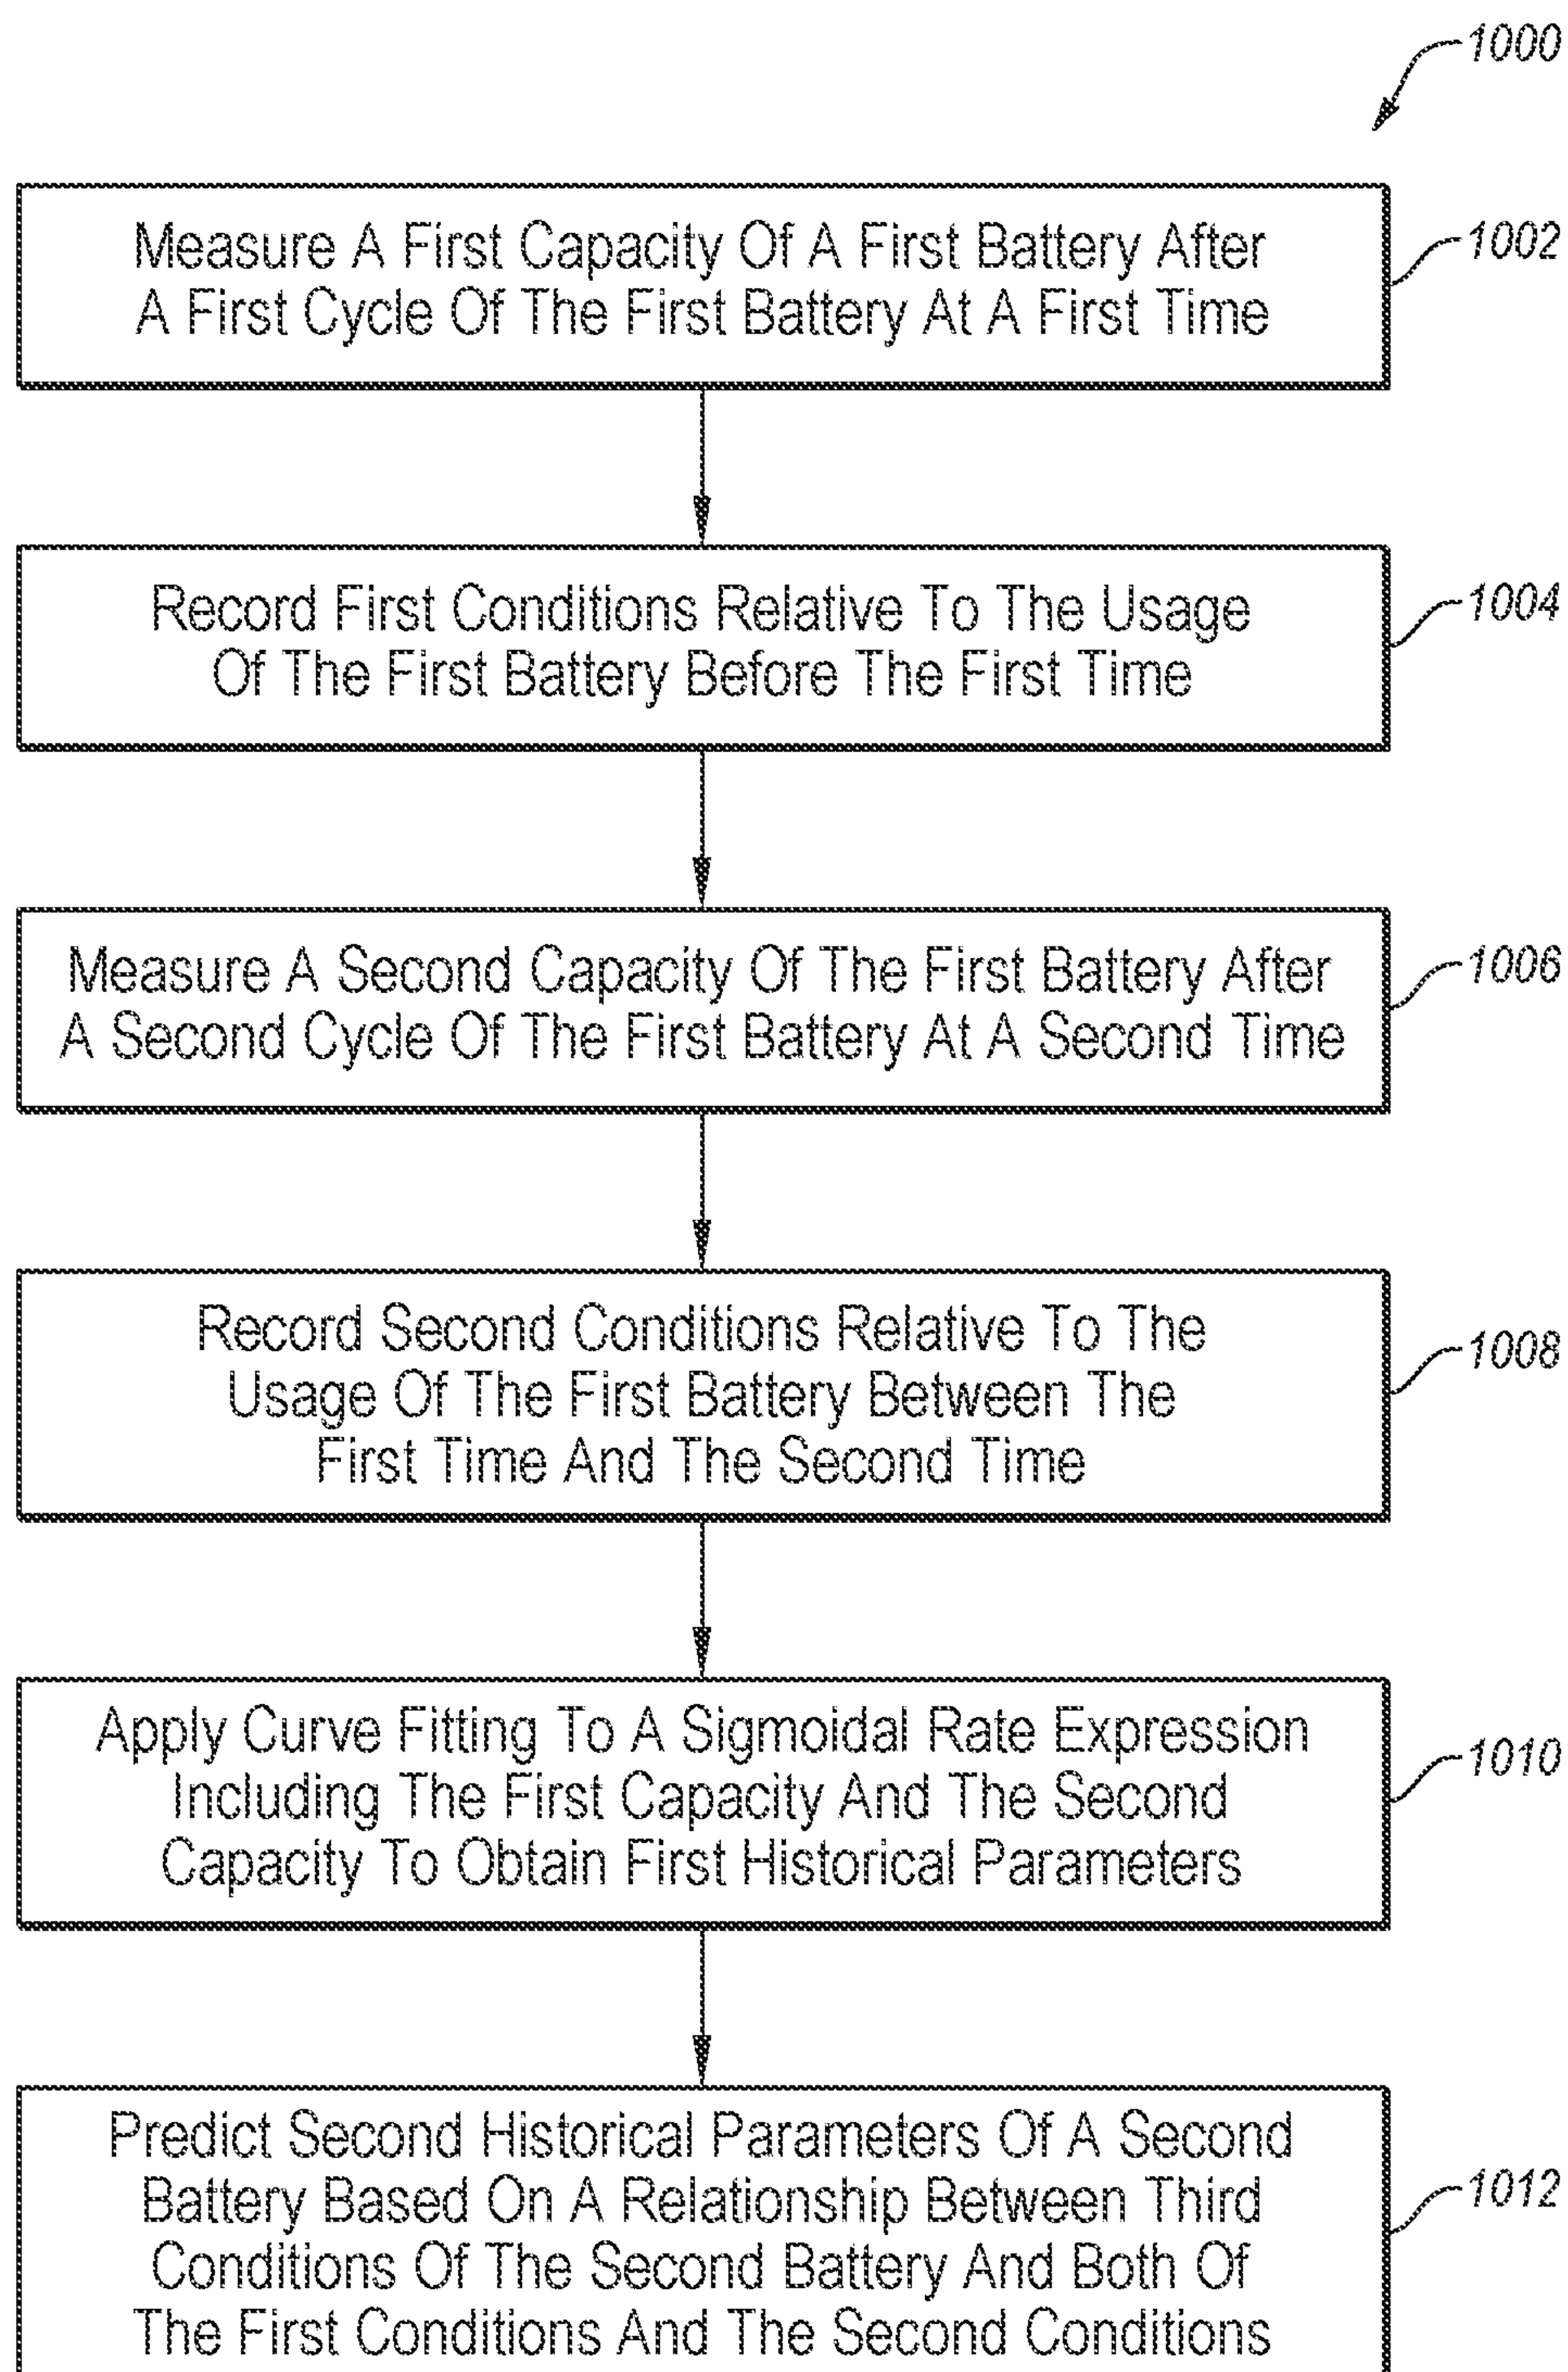 1000
Measure A First Capacity Of A First Battery After
A First Cycle Of The First Battery At A First Time
1002
Record First Conditions Relative To The Usage
Of The First Battery Before The First Time
1004
Measure A Second Capacity Of The First Battery After
A Second Cycle Of The First Battery At A Second Time
1006
Record Second Conditions Relative To The
Usage Of The First Battery Between The
First Time And The Second Time
1008
Apply Curve Fitting To A Sigmoidal Rate Expression
Including The First Capacity And The Second
Capacity To Obtain First Historical Parameters
1010
Predict Second Historical Parameters Of A Second
Battery Based On A Relationship Between Third
Conditions Of The Second Battery And Both Of
The First Conditions And The Second Conditions
1012